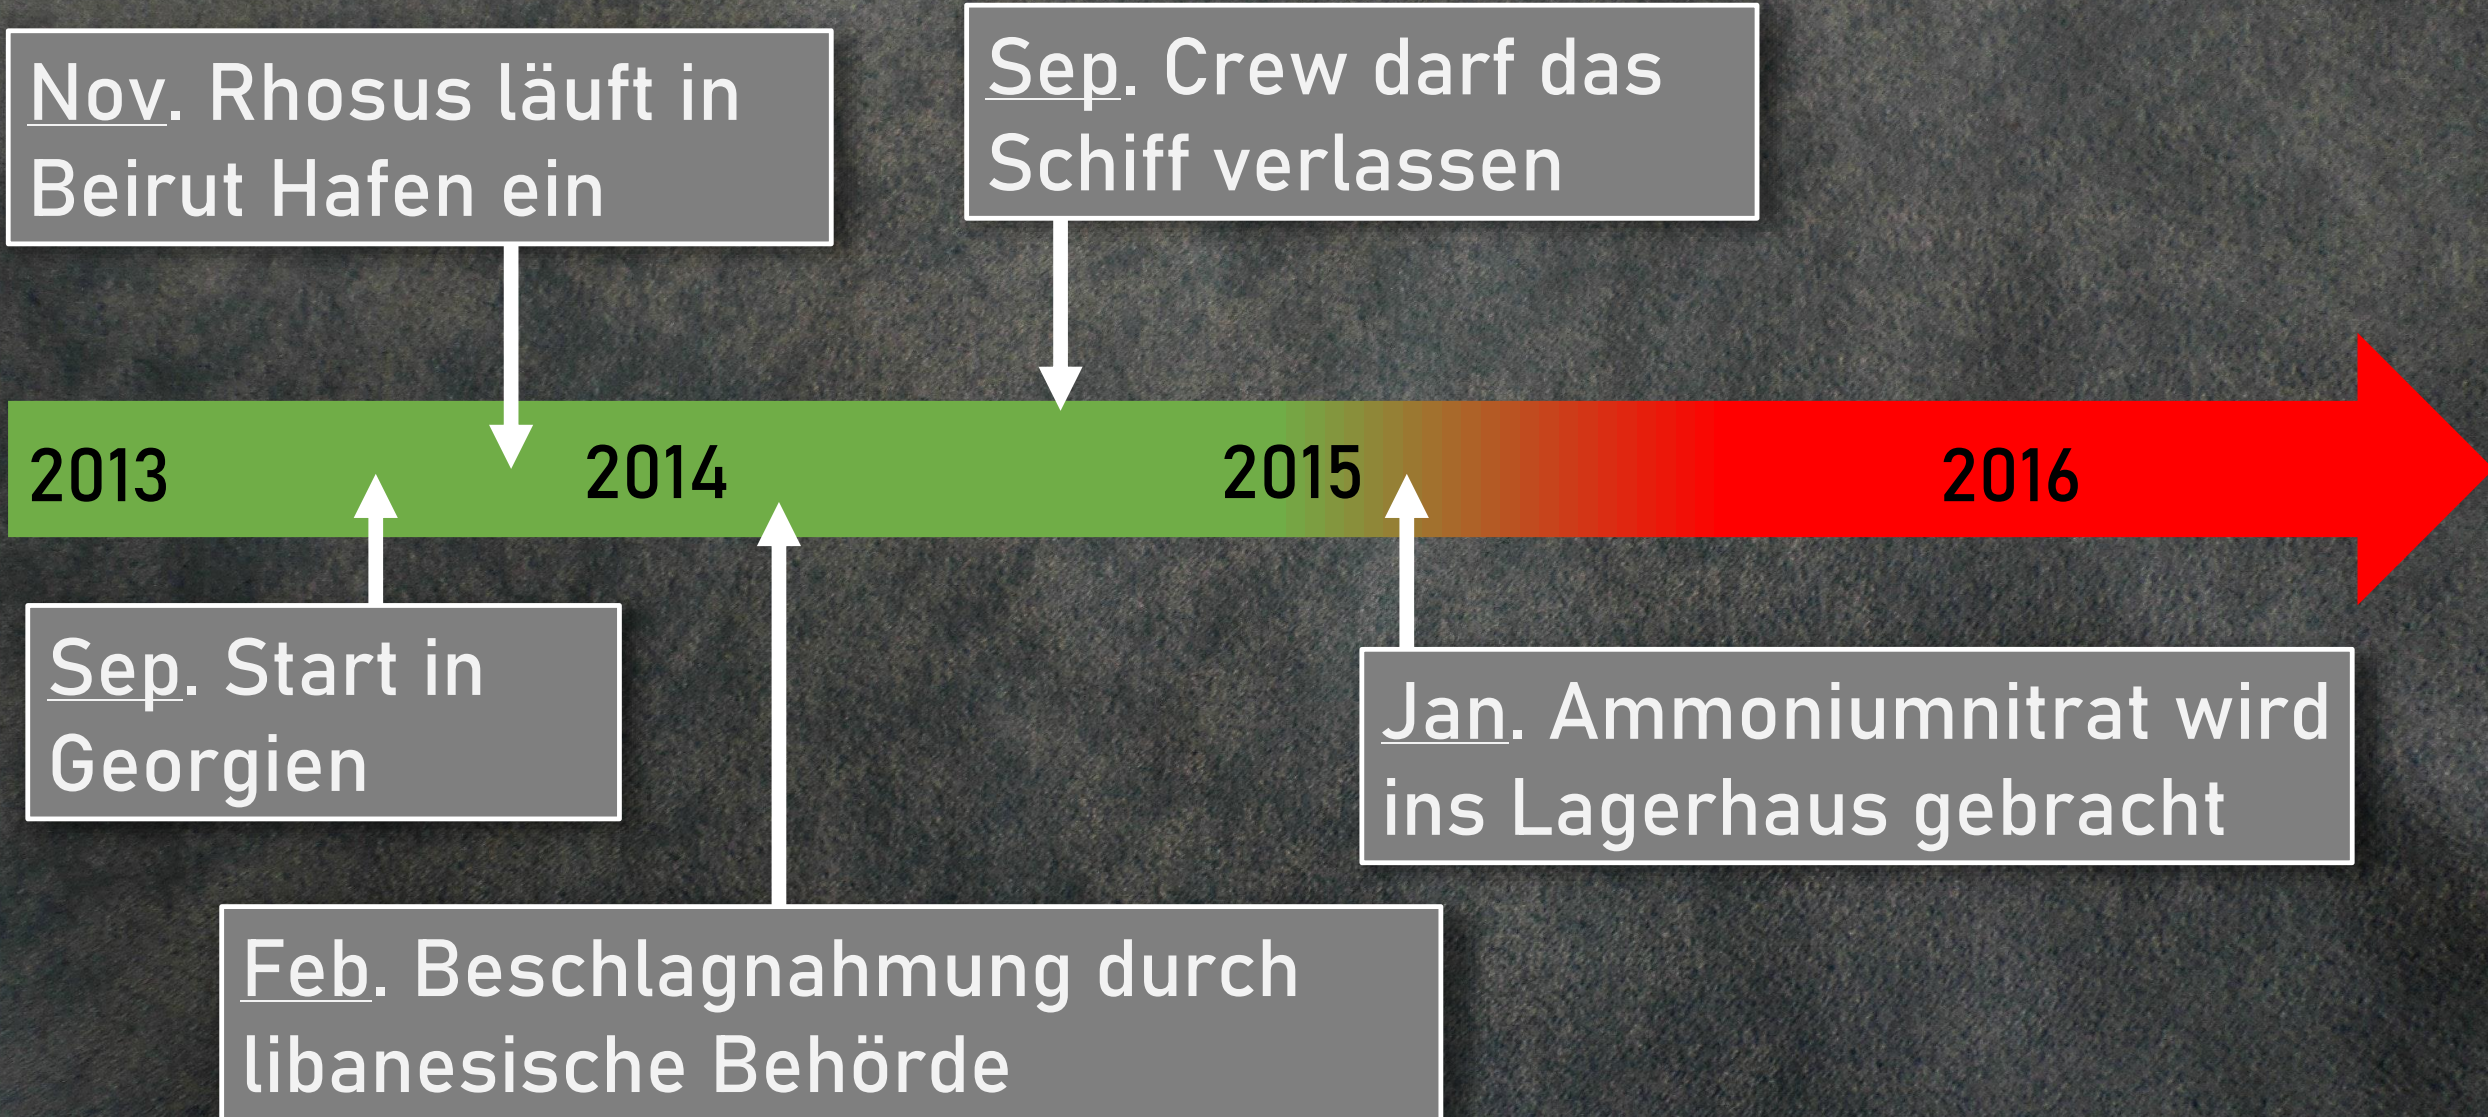 Nov. Rhosus läuft in
Beirut Hafen ein
Sep. Crew darf das
Schiff verlassen
2013
2014
2015
2016
Sep. Start in
Georgien
Jan. Ammoniumnitrat wird
ins Lagerhaus gebracht
Feb. Beschlagnahmung durch
libanesische Behörde